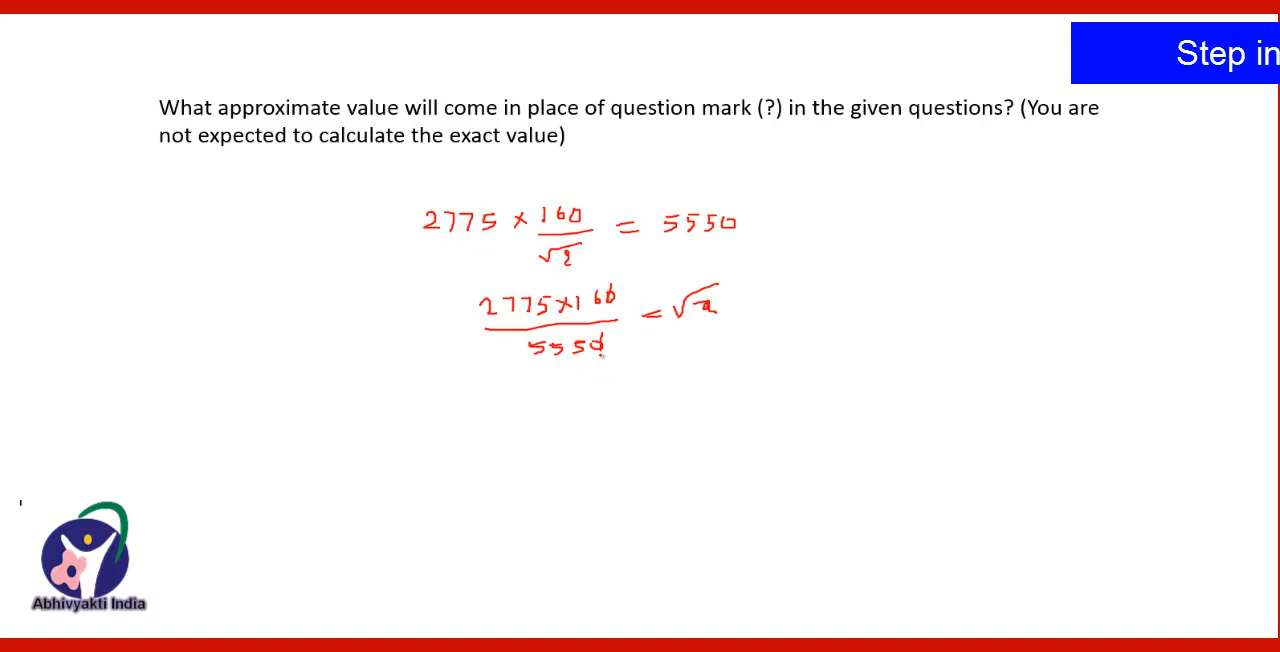 Step in
What approximate value will come in place of question mark (?) in the given questions? (You are
not expected to calculate the exact value)
2775 × 160/√? = 5550
2775×160/5550 = √?
Abhivyakti India